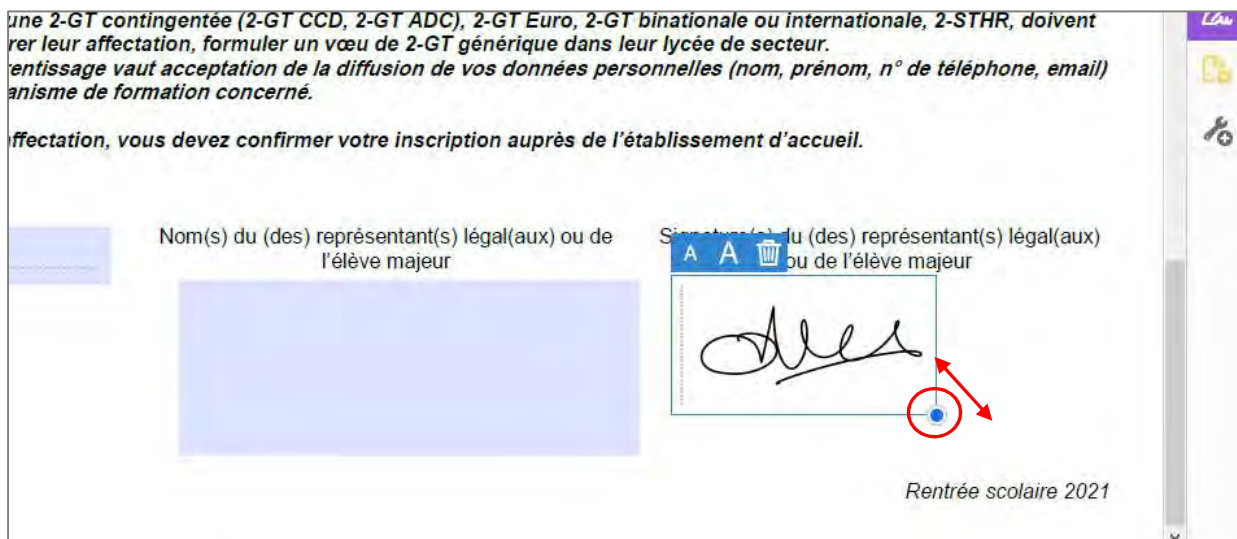 une 2-GT contingentée (2-GT CCD, 2-GT ADC), 2-GT Euro, 2-GT binationale ou internationale, 2-STHR, doivent
rer leur affectation, formuler un vœu de 2-GT générique dans leur lycée de secteur.
rentissage vaut acceptation de la diffusion de vos données personnelles (nom, prénom, n° de téléphone, email)
anisme de formation concerné.
ffectation, vous devez confirmer votre inscription auprès de l'établissement d'accueil.
Nom(s) du (des) représentant(s) légal(aux) ou de
l'élève majeur
Signature(s) du (des) représentant(s) légal(aux)
ou de l'élève majeur
A A
Rentrée scolaire 2021